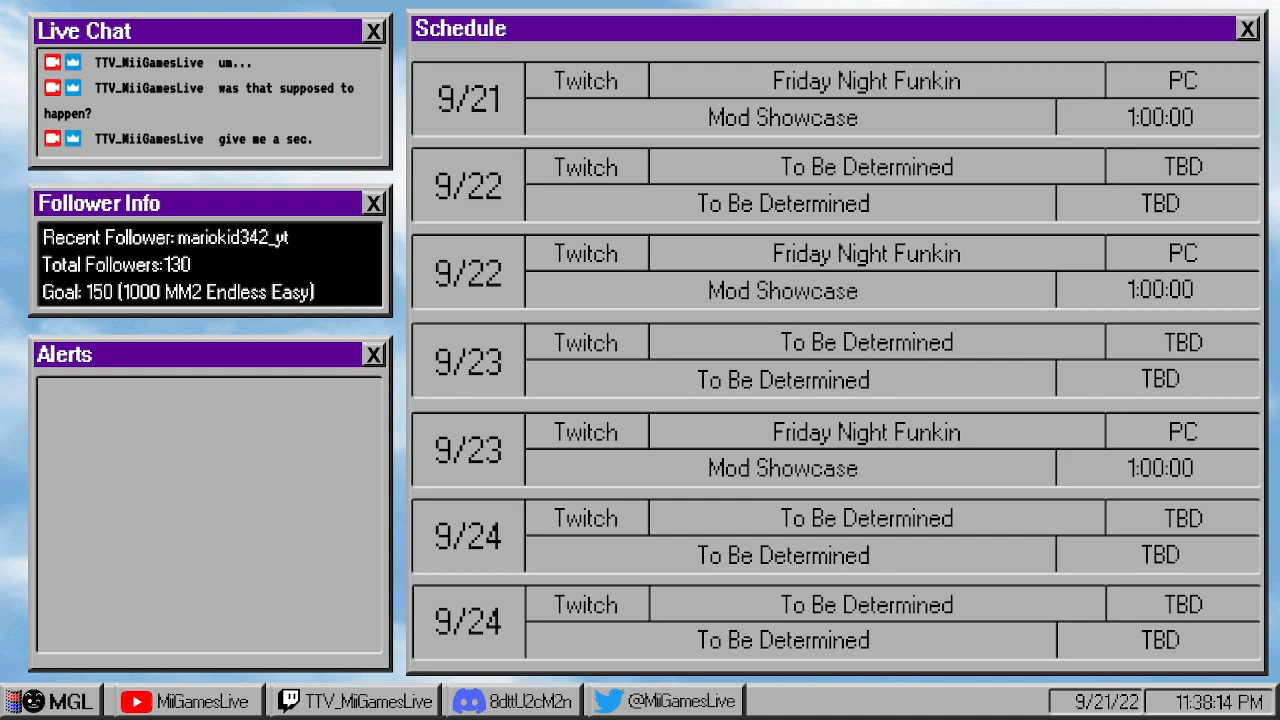 Live Chat X
TTV_MiiGamesLive um...
TTV_MiiGamesLive was that supposed to
happen?
TTV_MiiGamesLive give me a sec.
Follower Info X
Recent Follower: mariokid342_yt
Total Followers:130
Goal: 150 (1000 MM2 Endless Easy)
Alerts X
Schedule X
9/21 Twitch Friday Night Funkin PC
Mod Showcase 1:00:00
9/22 Twitch To Be Determined TBD
To Be Determined TBD
9/22 Twitch Friday Night Funkin PC
Mod Showcase 1:00:00
9/23 Twitch To Be Determined TBD
To Be Determined TBD
9/23 Twitch Friday Night Funkin PC
Mod Showcase 1:00:00
9/24 Twitch To Be Determined TBD
To Be Determined TBD
9/24 Twitch To Be Determined TBD
To Be Determined TBD
MGL MiiGamesLive TTV_MiiGamesLive 8dttU2cM2n @MiiGamesLive 9/21/22 11:38:14 PM